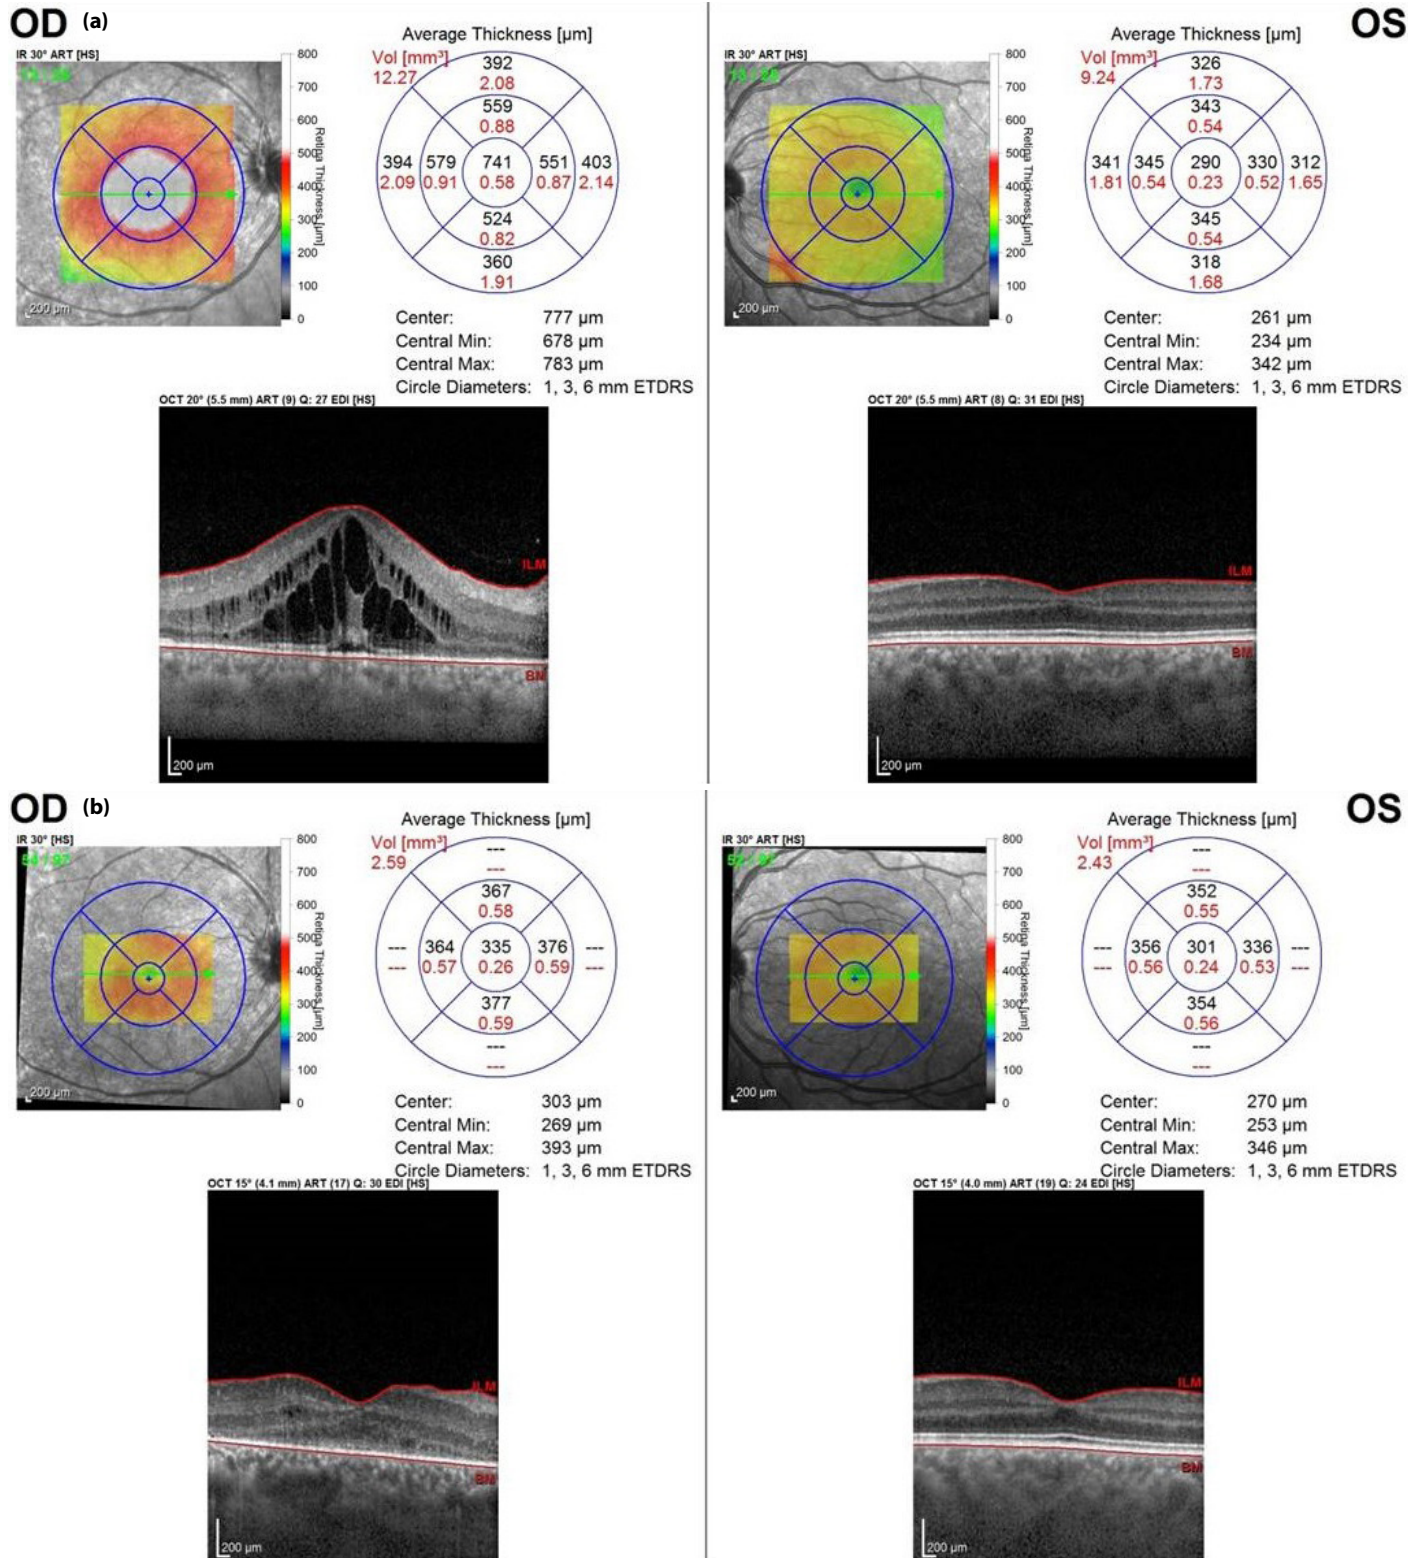 OD (a)
IR 30° ART [HS]
800
700
600
500
400
300
200
100
0
Retina Thickness [µm]
200 µm
Average Thickness [µm]
Vol [mm³]
12.27
392
2.08
559
0.88
394 579 741 551 403
2.09 0.91 0.58 0.87 2.14
524
0.82
360
1.91
Center: 777 µm
Central Min: 678 µm
Central Max: 783 µm
Circle Diameters: 1, 3, 6 mm ETDRS
OCT 20° (5.5 mm) ART (9) Q: 27 EDI [HS]
ILM
BM
200 µm
OS
IR 30° ART [HS]
800
700
600
500
400
300
200
100
0
Retina Thickness [µm]
200 µm
Average Thickness [µm]
Vol [mm³]
9.24
326
1.73
343
0.54
341 345 290 330 312
1.81 0.54 0.23 0.52 1.65
345
0.54
318
1.68
Center: 261 µm
Central Min: 234 µm
Central Max: 342 µm
Circle Diameters: 1, 3, 6 mm ETDRS
OCT 20° (5.5 mm) ART (8) Q: 31 EDI [HS]
ILM
BM
200 µm
OD (b)
IR 30° [HS]
800
700
600
500
400
300
200
100
0
Retina Thickness [µm]
200 µm
Average Thickness [µm]
Vol [mm³]
2.59
---
---
367
0.58
--- 364 335 376 ---
--- 0.57 0.26 0.59 ---
377
0.59
---
---
Center: 303 µm
Central Min: 269 µm
Central Max: 393 µm
Circle Diameters: 1, 3, 6 mm ETDRS
OCT 15° (4.1 mm) ART (17) Q: 30 EDI [HS]
ILM
BM
200 µm
OS
IR 30° ART [HS]
800
700
600
500
400
300
200
100
0
Retina Thickness [µm]
200 µm
Average Thickness [µm]
Vol [mm³]
2.43
---
---
352
0.55
--- 356 301 336 ---
--- 0.56 0.24 0.53 ---
354
0.56
---
---
Center: 270 µm
Central Min: 253 µm
Central Max: 346 µm
Circle Diameters: 1, 3, 6 mm ETDRS
OCT 15° (4.0 mm) ART (19) Q: 24 EDI [HS]
ILM
BM
200 µm